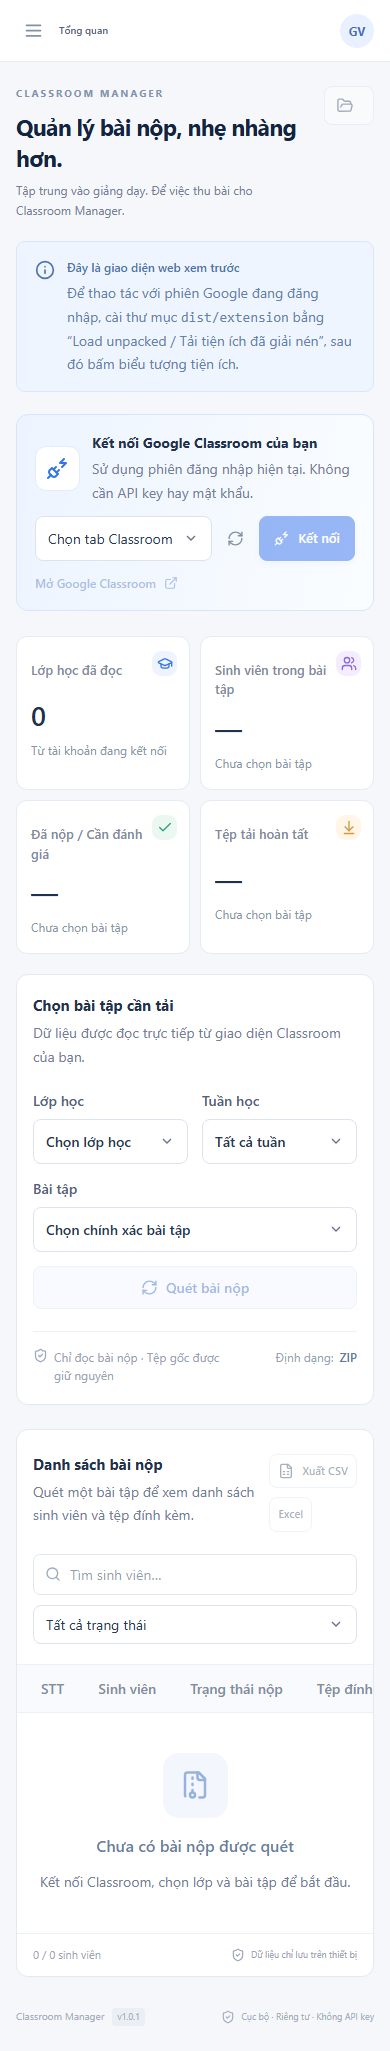 Tổng quan
GV
CLASSROOM MANAGER
Quản lý bài nộp, nhẹ nhàng
hơn.
Tập trung vào giảng dạy. Để việc thu bài cho
Classroom Manager.
Đây là giao diện web xem trước
Để thao tác với phiên Google đang đăng
nhập, cài thư mục dist/extension bằng
“Load unpacked / Tải tiện ích đã giải nén”, sau
đó bấm biểu tượng tiện ích.
Kết nối Google Classroom của bạn
Sử dụng phiên đăng nhập hiện tại. Không
cần API key hay mật khẩu.
Chọn tab Classroom
Kết nối
Mở Google Classroom
Lớp học đã đọc
0
Từ tài khoản đang kết nối
Sinh viên trong bài
tập
—
Chưa chọn bài tập
Đã nộp / Cần đánh
giá
—
Chưa chọn bài tập
Tệp tải hoàn tất
—
Chưa chọn bài tập
Chọn bài tập cần tải
Dữ liệu được đọc trực tiếp từ giao diện Classroom
của bạn.
Lớp học
Tuần học
Chọn lớp học
Tất cả tuần
Bài tập
Chọn chính xác bài tập
Quét bài nộp
Chỉ đọc bài nộp · Tệp gốc được
giữ nguyên
Định dạng: ZIP
Danh sách bài nộp
Quét một bài tập để xem danh sách
sinh viên và tệp đính kèm.
Xuất CSV
Excel
Tìm sinh viên...
Tất cả trạng thái
STT Sinh viên Trạng thái nộp Tệp đính
Chưa có bài nộp được quét
Kết nối Classroom, chọn lớp và bài tập để bắt đầu.
0 / 0 sinh viên
Dữ liệu chỉ lưu trên thiết bị
Classroom Manager v1.0.1
Cục bộ · Riêng tư · Không API key